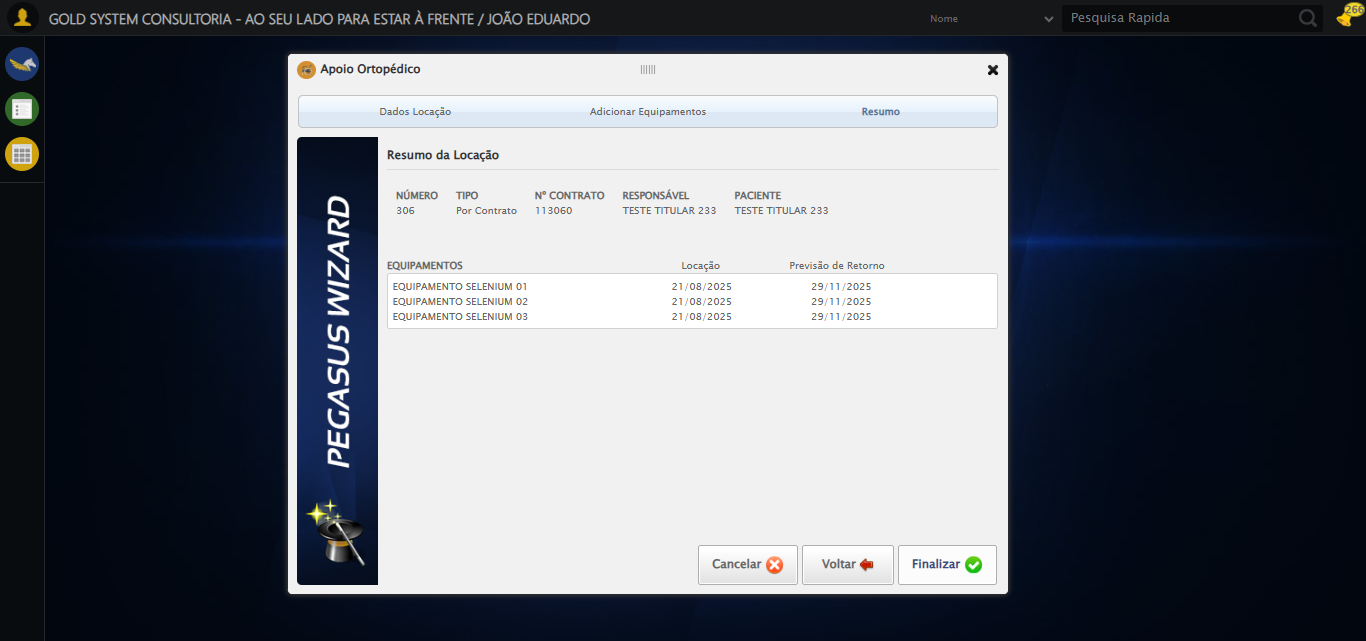 GOLD SYSTEM CONSULTORIA - AO SEU LADO PARA ESTAR À FRENTE / JOÃO EDUARDO
Nome
Pesquisa Rapida
266
Apoio Ortopédico
Dados Locação
Adicionar Equipamentos
Resumo
PEGASUS WIZARD
Resumo da Locação
NÚMERO TIPO Nº CONTRATO RESPONSÁVEL PACIENTE
306 Por Contrato 113060 TESTE TITULAR 233 TESTE TITULAR 233
EQUIPAMENTOS Locação Previsão de Retorno
EQUIPAMENTO SELENIUM 01 21/08/2025 29/11/2025
EQUIPAMENTO SELENIUM 02 21/08/2025 29/11/2025
EQUIPAMENTO SELENIUM 03 21/08/2025 29/11/2025
Cancelar
Voltar
Finalizar